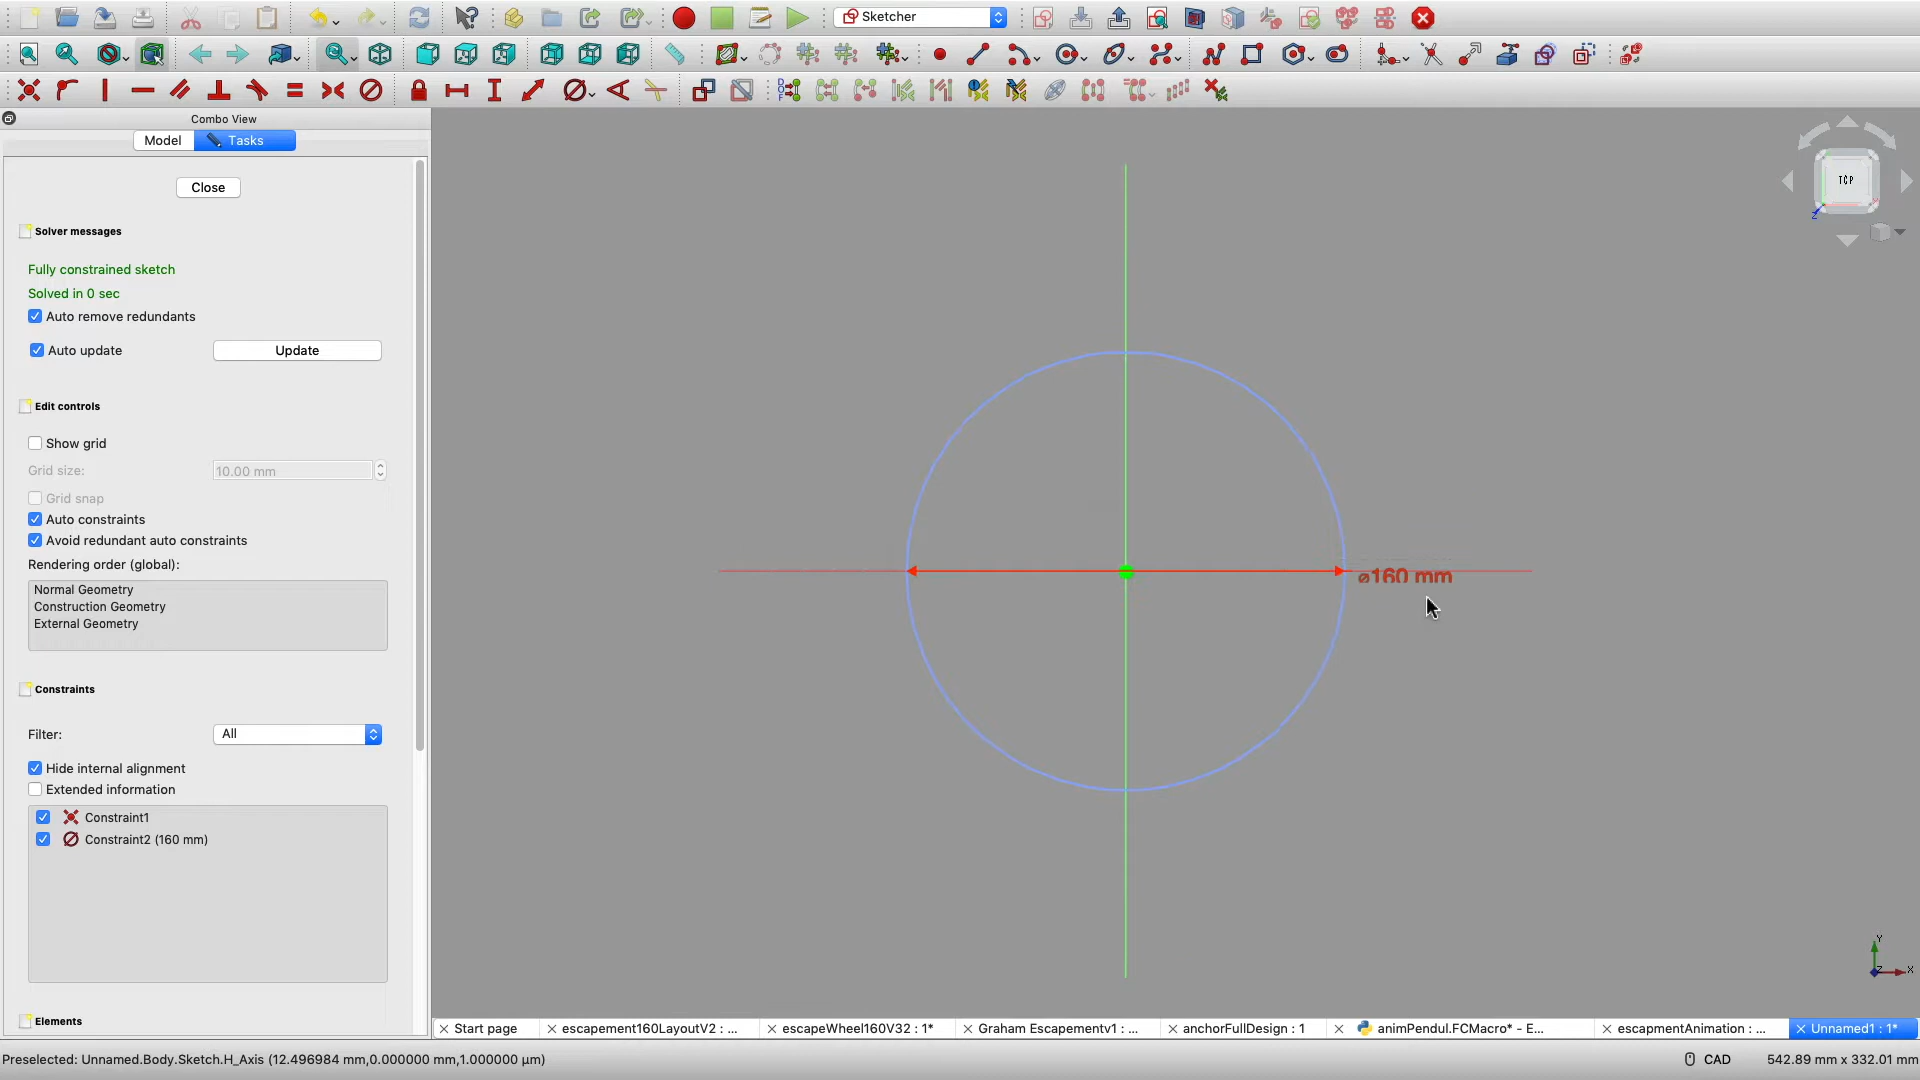 Sketcher
Combo View
Model
Tasks
Close
Solver messages
Fully constrained sketch
Solved in 0 sec
Auto remove redundants
Auto update
Update
Edit controls
Show grid
Grid size:
10.00 mm
Grid snap
Auto constraints
Avoid redundant auto constraints
Rendering order (global):
Normal Geometry
Construction Geometry
External Geometry
Constraints
Filter:
All
Hide internal alignment
Extended information
Constraint1
Constraint2 (160 mm)
Elements
TOP
Z
⌀160 mm
Y
Z
X
Start page
escapement160LayoutV2 : ...
escapeWheel160V32 : 1*
Graham Escapementv1 : ...
anchorFullDesign : 1
animPendul.FCMacro* - E...
escapmentAnimation : ...
Unnamed1 : 1*
Preselected: Unnamed.Body.Sketch.H_Axis (12.496984 mm,0.000000 mm,1.000000 µm)
CAD
542.89 mm x 332.01 mm